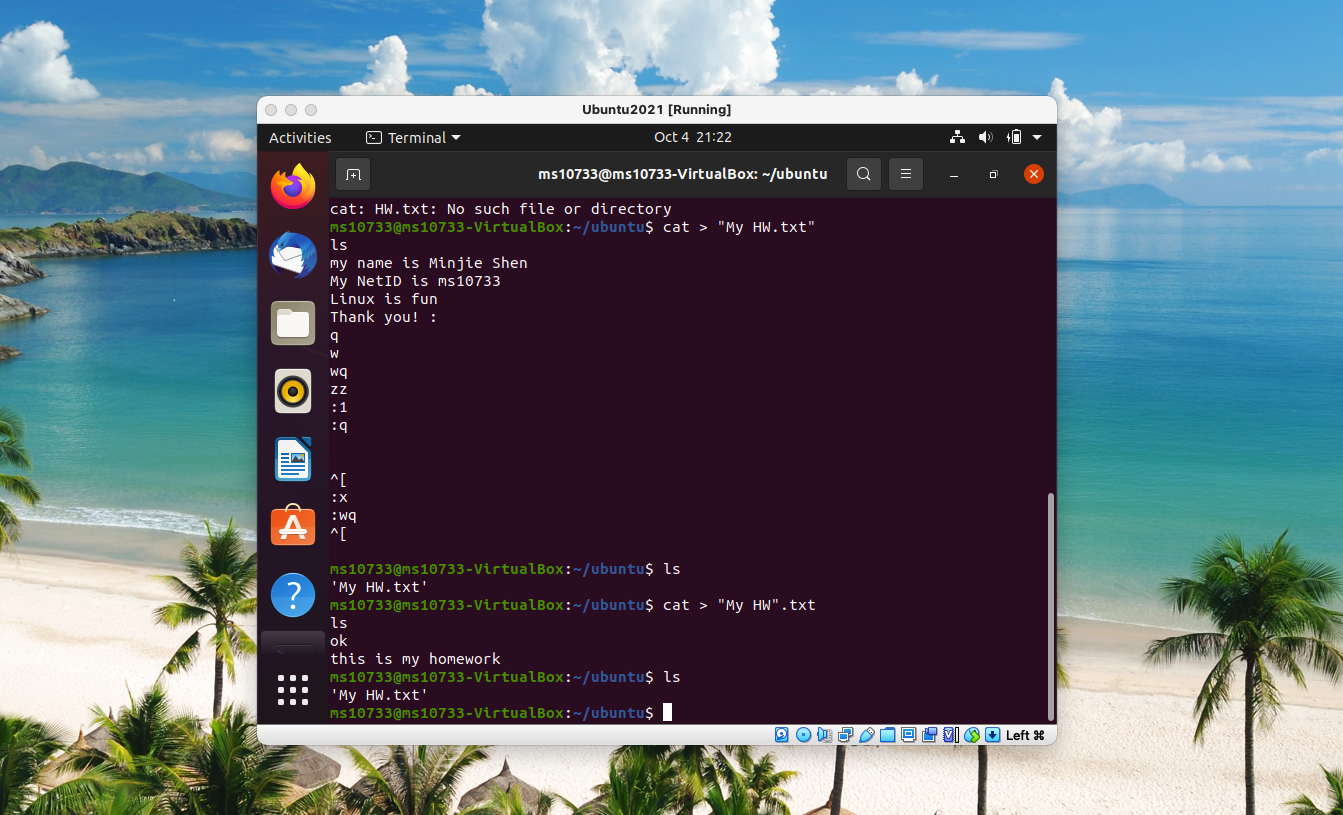 Ubuntu2021 [Running]
Activities Terminal Oct 4 21:22
ms10733@ms10733-VirtualBox: ~/ubuntu
cat: HW.txt: No such file or directory
ms10733@ms10733-VirtualBox:~/ubuntu$ cat > "My HW.txt"
ls
my name is Minjie Shen
My NetID is ms10733
Linux is fun
Thank you! :
q
w
wq
zz
:1
:q
^[
:x
:wq
^[
ms10733@ms10733-VirtualBox:~/ubuntu$ ls
'My HW.txt'
ms10733@ms10733-VirtualBox:~/ubuntu$ cat > "My HW".txt
ls
ok
this is my homework
ms10733@ms10733-VirtualBox:~/ubuntu$ ls
'My HW.txt'
ms10733@ms10733-VirtualBox:~/ubuntu$
Left ⌘